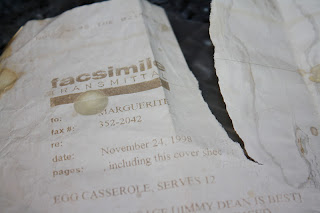 THE
facsimile
TRANSMITTAL
to: MARGUERITE
fax #: 352-2042
re:
date: November 24, 1998
pages: , including this cover sheet
EGG CASSEROLE, SERVES 12
(JIMMY DEAN IS BEST)